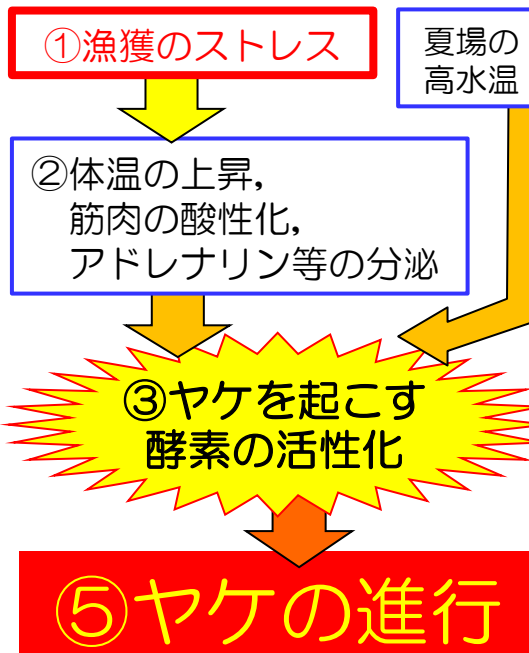 ①漁獲のストレス
夏場の
高水温
②体温の上昇,
筋肉の酸性化,
アドレナリン等の分泌
③ヤケを起こす
酵素の活性化
⑤ヤケの進行